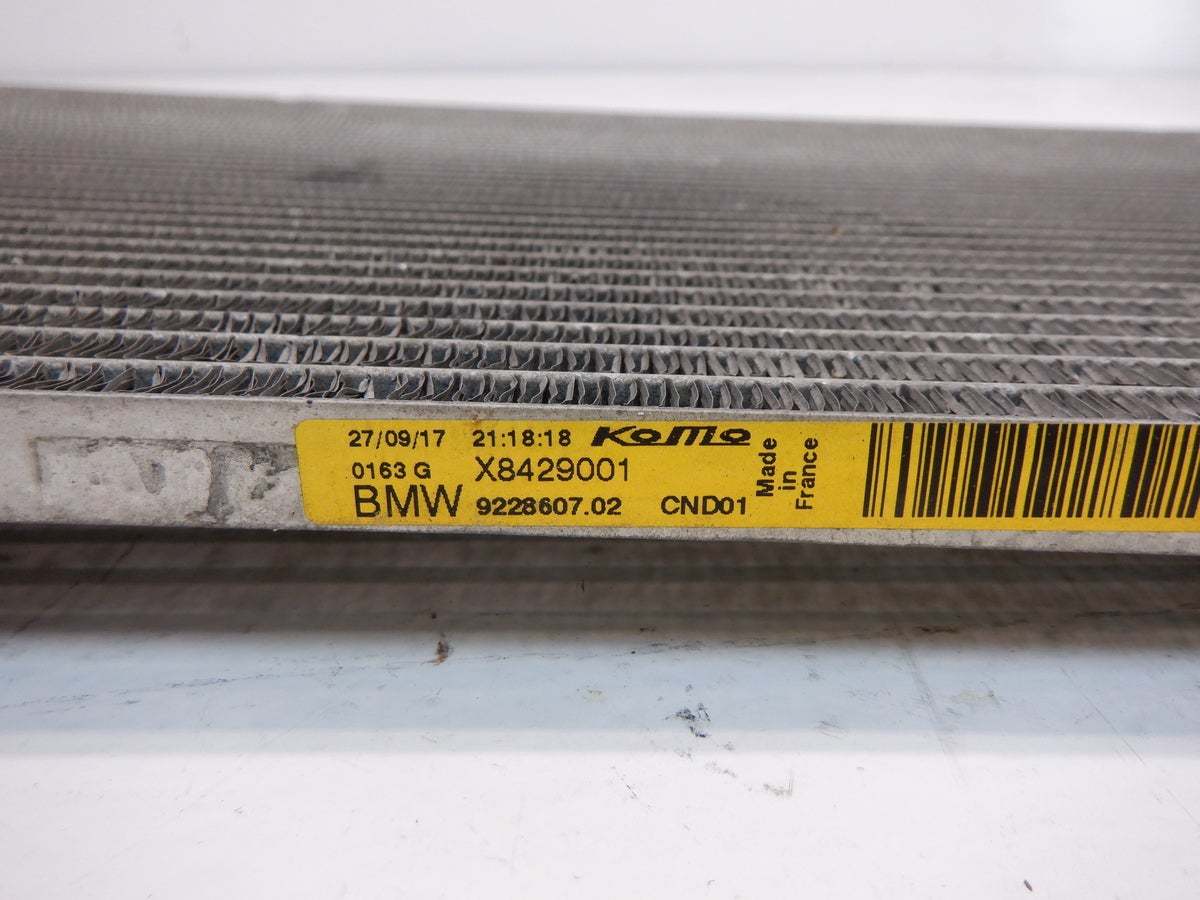 27/09/17 21:18:18 KoMo
0163 G X8429001
BMW 9228607.02 CND01
Made
in
France